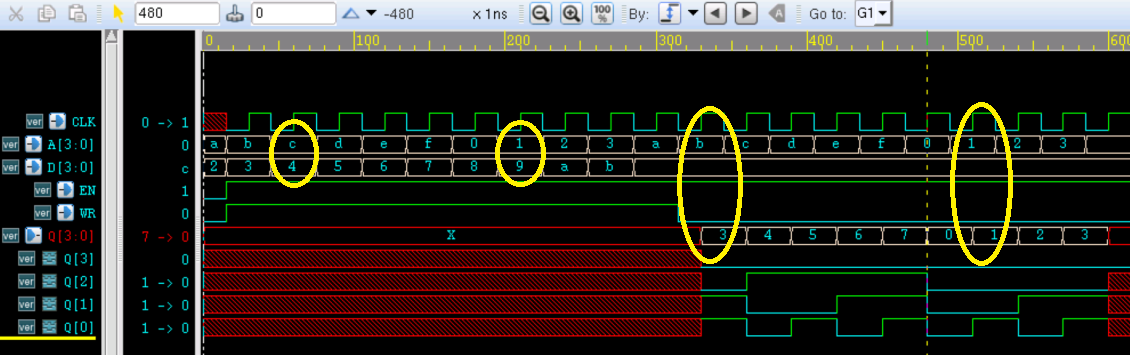 480 0 -480 x 1ns 100 % By: Go to: G1
0 100 200 300 400 500 600
ver CLK 0 -> 1
ver A[3:0] 0 a b c d e f 0 1 2 3 a b c d e f 0 1 2 3
ver D[3:0] c 2 3 4 5 6 7 8 9 a b
ver EN 1
ver WR 0
ver Q[3:0] 7 -> 0 X 3 4 5 6 7 0 1 2 3
ver Q[3] 0
ver Q[2] 1 -> 0
ver Q[1] 1 -> 0
ver Q[0] 1 -> 0